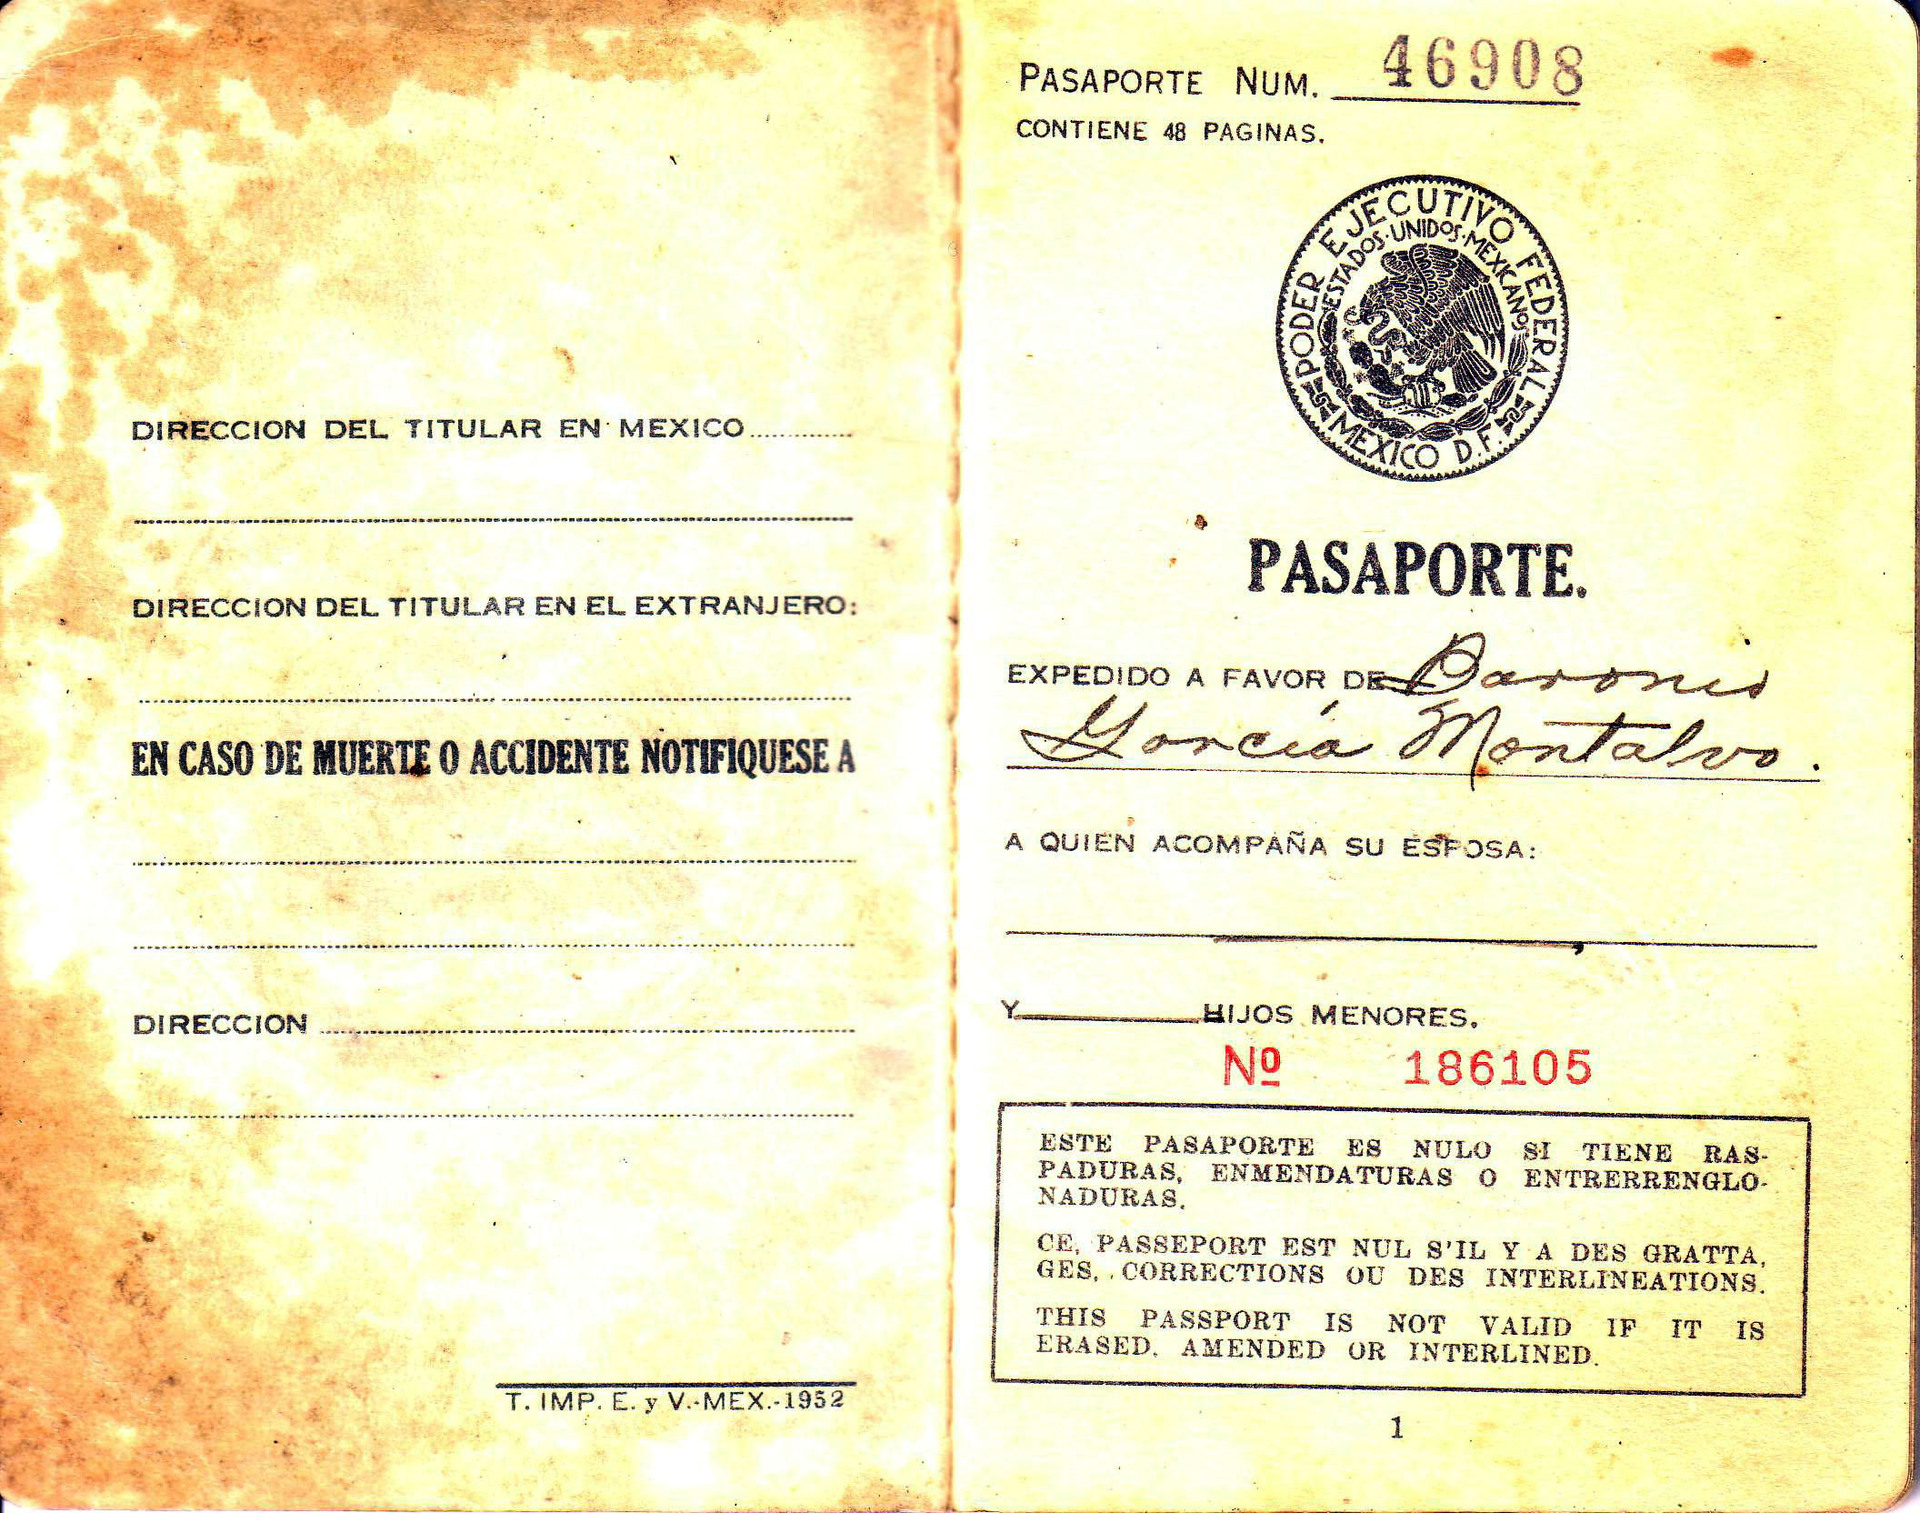 DIRECCION DEL TITULAR EN MEXICO
DIRECCION DEL TITULAR EN EL EXTRANJERO:
EN CASO DE MUERTE O ACCIDENTE NOTIFIQUESE A
DIRECCION
T. IMP. E. y V.-MEX.-1952
PASAPORTE NUM. 46908
CONTIENE 48 PAGINAS.
PODER EJECUTIVO FEDERAL
ESTADOS·UNIDOS·MEXICANOS
MEXICO D.F.
PASAPORTE.
EXPEDIDO A FAVOR DE Daronis
García Montalvo.
A QUIEN ACOMPAÑA SU ESPOSA:
Y HIJOS MENORES.
Nº 186105
ESTE PASAPORTE ES NULO SI TIENE RAS-
PADURAS, ENMENDATURAS O ENTRERRENGLO-
NADURAS.
CE, PASSEPORT EST NUL S'IL Y A DES GRATTA,
GES, . CORRECTIONS OU DES INTERLINEATIONS.
THIS PASSPORT IS NOT VALID IF IT IS
ERASED. AMENDED OR INTERLINED.
1